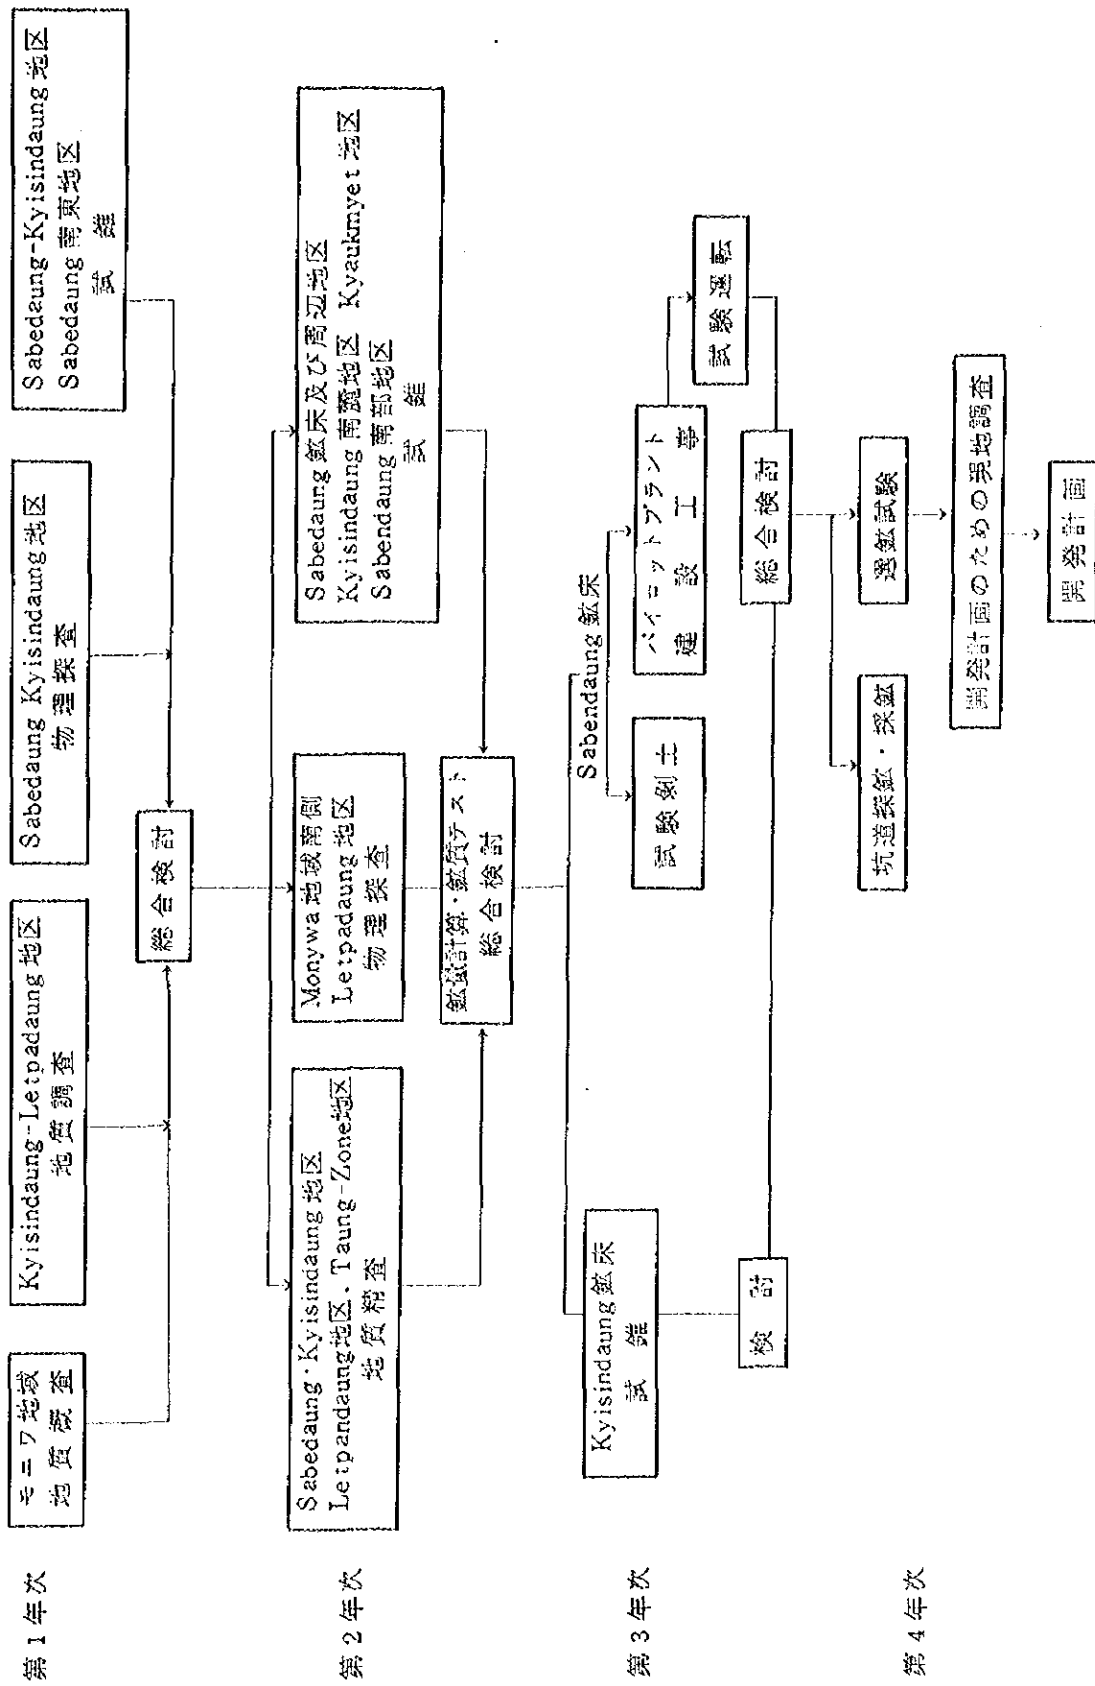 第1年次
モニワ地域
地質概査
Kyisindaung-Letpadaung地区
地質調査
Sabedaung Kyisindaung地区
物理探査
Sabedaung-Kyisindaung地区
Sabedaung南東地区
試錐
総合検討
第2年次
Sabedaung・Kyisindaung地区
Letpandaung地区、Taung-Zone地区
地質精査
Monywa地域南側
Letpadaung地区
物理探査
Sabedaung鉱床及び周辺地区
Kyisindaung南麓地区 Kyaukmyet地区
Sabendaung南部地区
試錐
鉱量計算・鉱質テスト
総合検討
第3年次
Kyisindaung鉱床
試錐
Sabendaung鉱床
試験剝土
パイロットプラント
建設工事
試験運転
検討
総合検討
第4年次
坑道探鉱・採鉱
選鉱試験
開発計画のための現地調査
開発計画